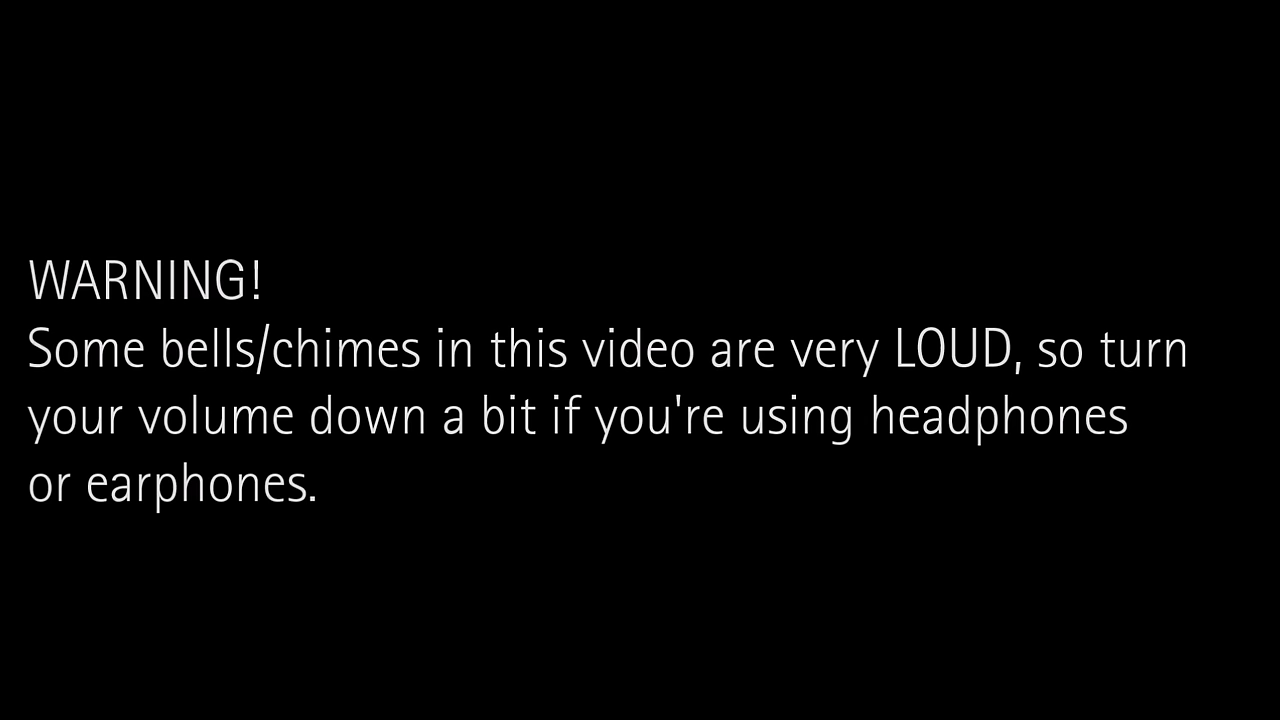 WARNING!
Some bells/chimes in this video are very LOUD, so turn
your volume down a bit if you're using headphones
or earphones.